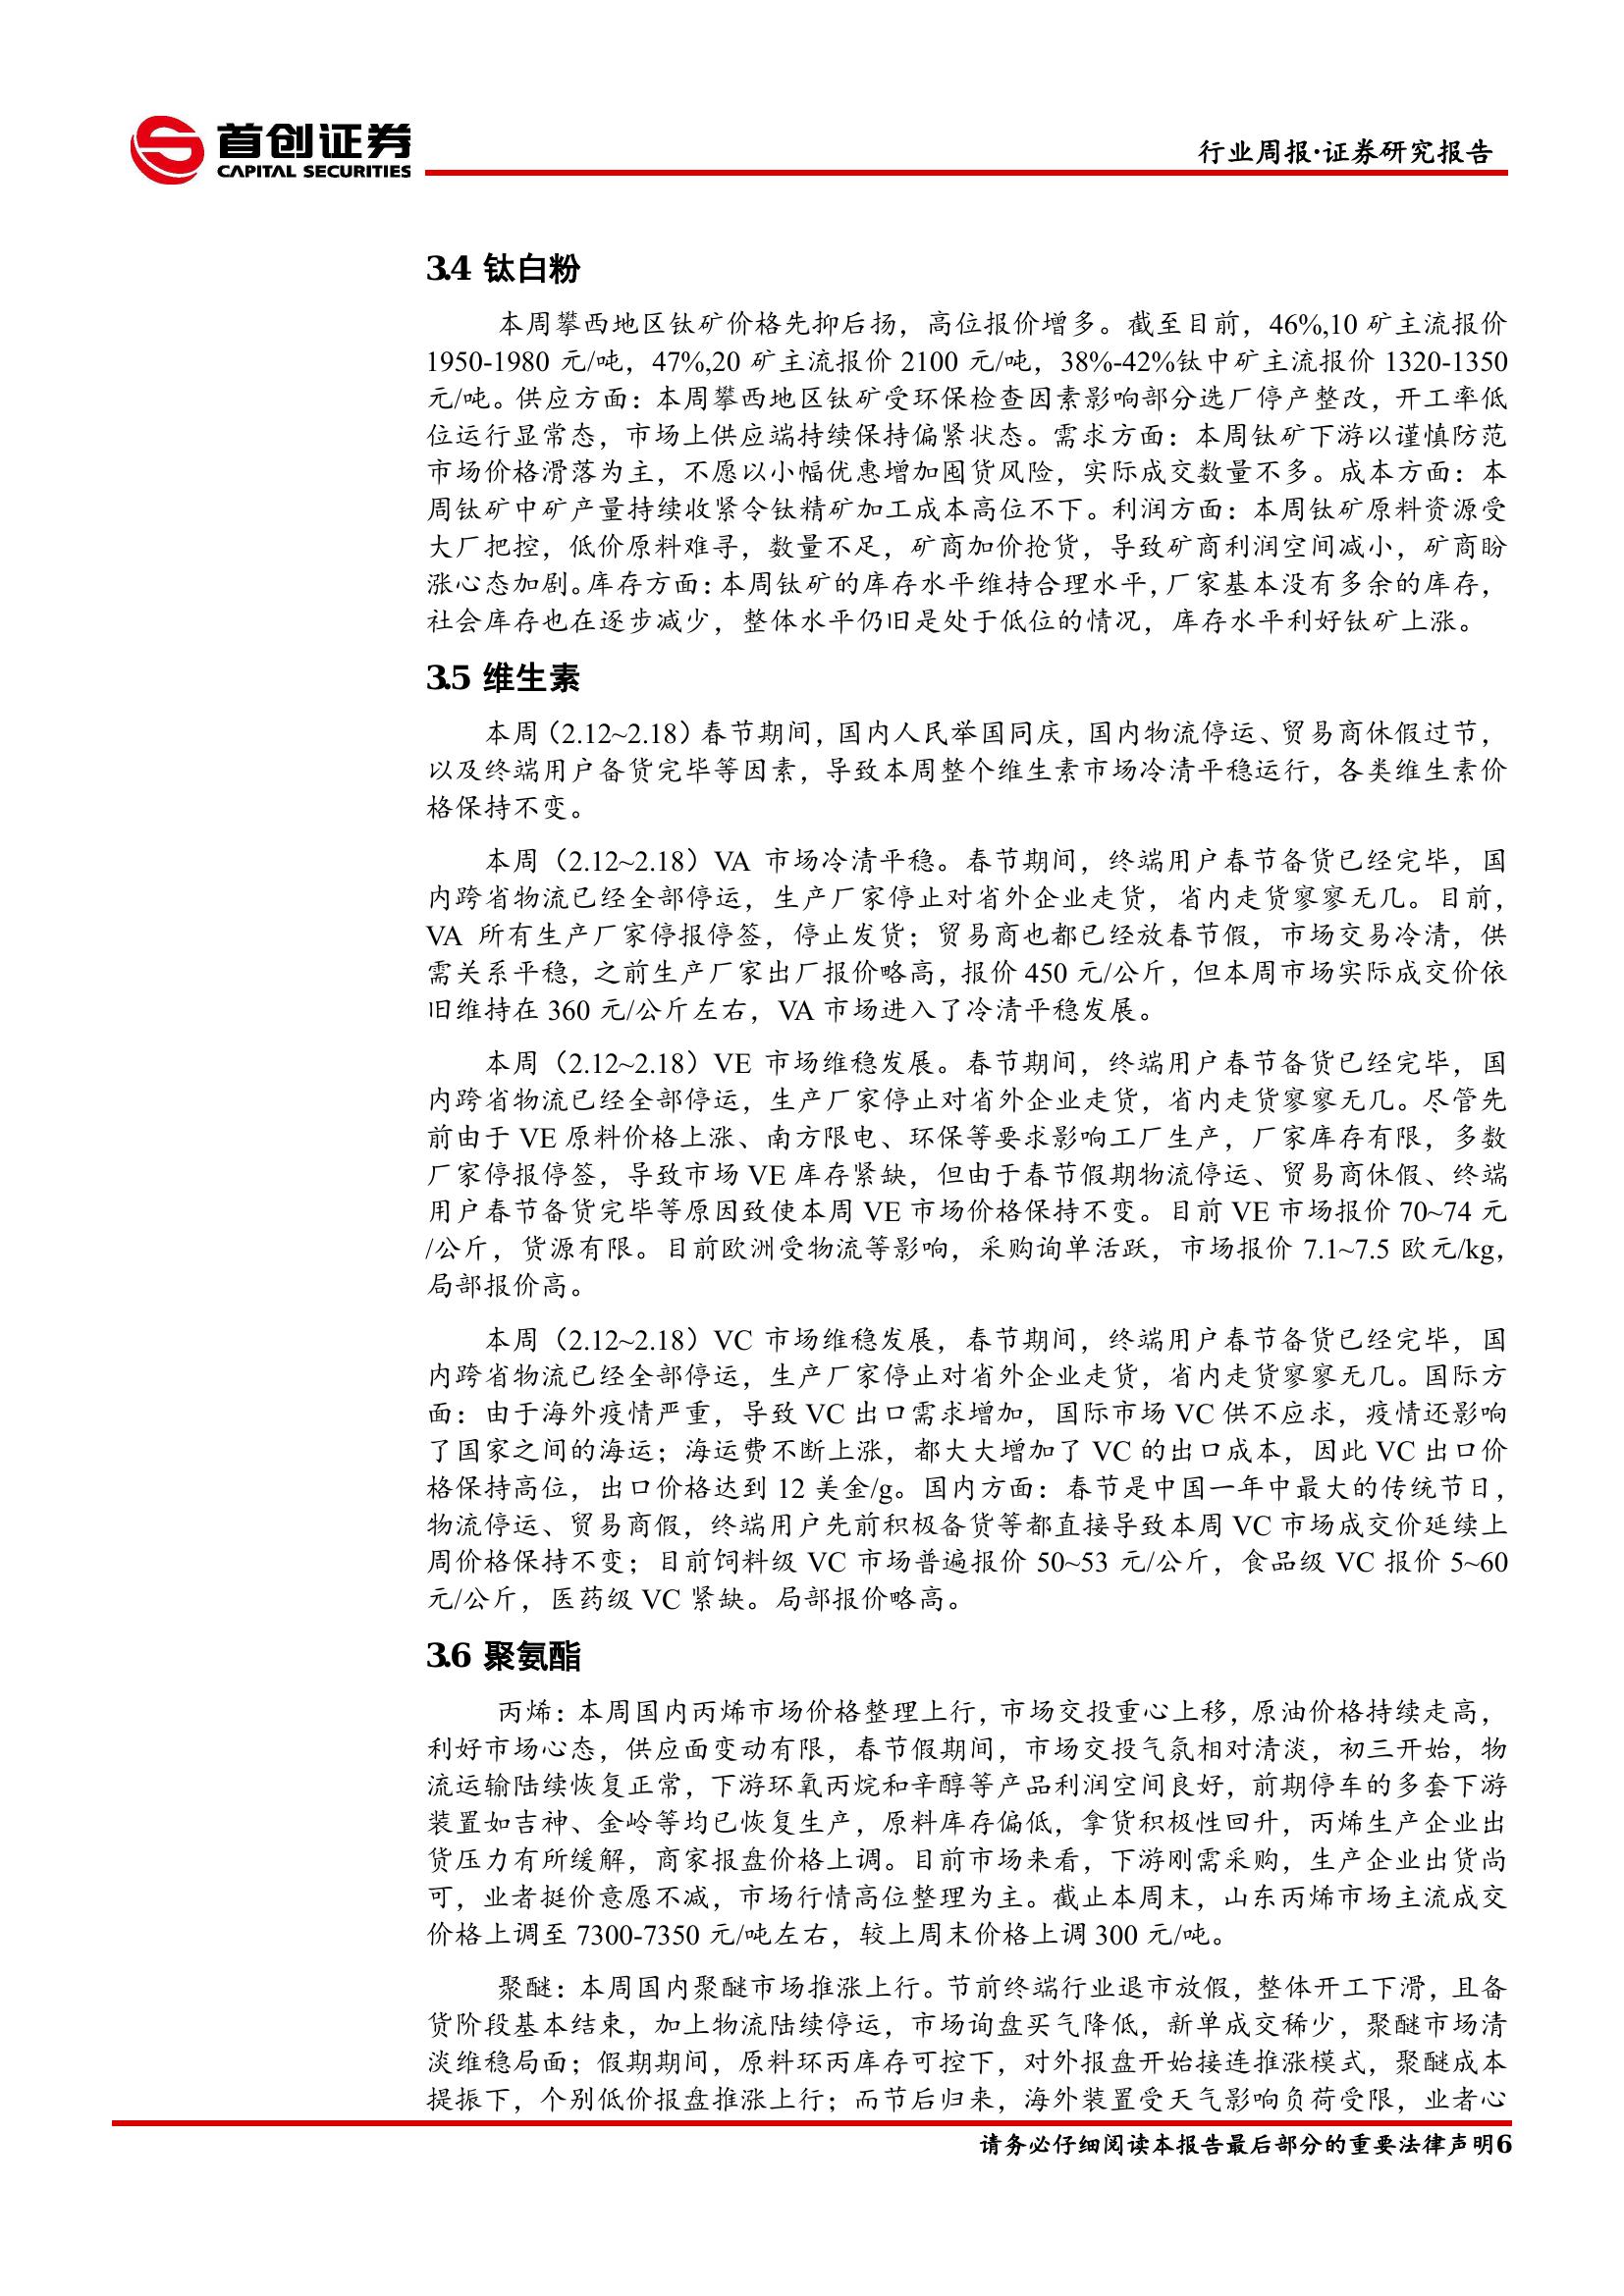 首创证券
CAPITAL SECURITIES
行业周报·证券研究报告
3.4 钛白粉
本周攀西地区钛矿价格先抑后扬，高位报价增多。截至目前，46%,10 矿主流报价
1950-1980 元/吨，47%,20 矿主流报价 2100 元/吨，38%-42%钛中矿主流报价 1320-1350
元/吨。供应方面：本周攀西地区钛矿受环保检查因素影响部分选厂停产整改，开工率低
位运行显常态，市场上供应端持续保持偏紧状态。需求方面：本周钛矿下游以谨慎防范
市场价格滑落为主，不愿以小幅优惠增加囤货风险，实际成交数量不多。成本方面：本
周钛矿中矿产量持续收紧令钛精矿加工成本高位不下。利润方面：本周钛矿原料资源受
大厂把控，低价原料难寻，数量不足，矿商加价抢货，导致矿商利润空间减小，矿商盼
涨心态加剧。库存方面：本周钛矿的库存水平维持合理水平，厂家基本没有多余的库存，
社会库存也在逐步减少，整体水平仍旧是处于低位的情况，库存水平利好钛矿上涨。
3.5 维生素
本周（2.12~2.18）春节期间，国内人民举国同庆，国内物流停运、贸易商休假过节，
以及终端用户备货完毕等因素，导致本周整个维生素市场冷清平稳运行，各类维生素价
格保持不变。
本周（2.12~2.18）VA 市场冷清平稳。春节期间，终端用户春节备货已经完毕，国
内跨省物流已经全部停运，生产厂家停止对省外企业走货，省内走货寥寥无几。目前，
VA 所有生产厂家停报停签，停止发货；贸易商也都已经放春节假，市场交易冷清，供
需关系平稳，之前生产厂家出厂报价略高，报价 450 元/公斤，但本周市场实际成交价依
旧维持在 360 元/公斤左右，VA 市场进入了冷清平稳发展。
本周（2.12~2.18）VE 市场维稳发展。春节期间，终端用户春节备货已经完毕，国
内跨省物流已经全部停运，生产厂家停止对省外企业走货，省内走货寥寥无几。尽管先
前由于 VE 原料价格上涨、南方限电、环保等要求影响工厂生产，厂家库存有限，多数
厂家停报停签，导致市场 VE 库存紧缺，但由于春节假期物流停运、贸易商休假、终端
用户春节备货完毕等原因致使本周 VE 市场价格保持不变。目前 VE 市场报价 70~74 元
/公斤，货源有限。目前欧洲受物流等影响，采购询单活跃，市场报价 7.1~7.5 欧元/kg，
局部报价高。
本周（2.12~2.18）VC 市场维稳发展，春节期间，终端用户春节备货已经完毕，国
内跨省物流已经全部停运，生产厂家停止对省外企业走货，省内走货寥寥无几。国际方
面：由于海外疫情严重，导致 VC 出口需求增加，国际市场 VC 供不应求，疫情还影响
了国家之间的海运；海运费不断上涨，都大大增加了 VC 的出口成本，因此 VC 出口价
格保持高位，出口价格达到 12 美金/g。国内方面：春节是中国一年中最大的传统节日，
物流停运、贸易商假，终端用户先前积极备货等都直接导致本周 VC 市场成交价延续上
周价格保持不变；目前饲料级 VC 市场普遍报价 50~53 元/公斤，食品级 VC 报价 5~60
元/公斤，医药级 VC 紧缺。局部报价略高。
3.6 聚氨酯
丙烯：本周国内丙烯市场价格整理上行，市场交投重心上移，原油价格持续走高，
利好市场心态，供应面变动有限，春节假期间，市场交投气氛相对清淡，初三开始，物
流运输陆续恢复正常，下游环氧丙烷和辛醇等产品利润空间良好，前期停车的多套下游
装置如吉神、金岭等均已恢复生产，原料库存偏低，拿货积极性回升，丙烯生产企业出
货压力有所缓解，商家报盘价格上调。目前市场来看，下游刚需采购，生产企业出货尚
可，业者挺价意愿不减，市场行情高位整理为主。截止本周末，山东丙烯市场主流成交
价格上调至 7300-7350 元/吨左右，较上周末价格上调 300 元/吨。
聚醚：本周国内聚醚市场推涨上行。节前终端行业退市放假，整体开工下滑，且备
货阶段基本结束，加上物流陆续停运，市场询盘买气降低，新单成交稀少，聚醚市场清
淡维稳局面；假期期间，原料环丙库存可控下，对外报盘开始接连推涨模式，聚醚成本
提振下，个别低价报盘推涨上行；而节后归来，海外装置受天气影响负荷受限，业者心
请务必仔细阅读本报告最后部分的重要法律声明6